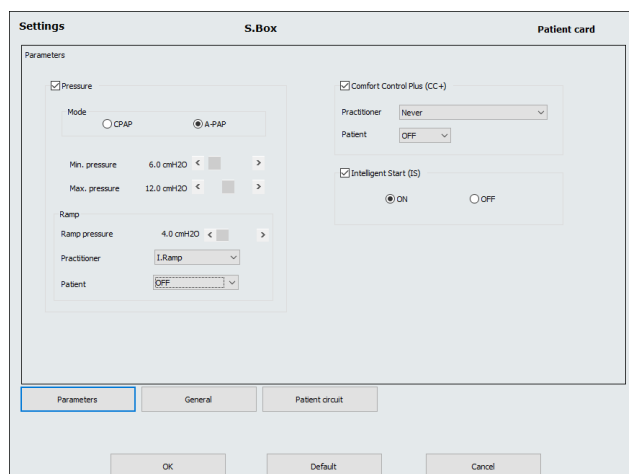 Settings S.Box Patient card
Parameters
Pressure
Mode
CPAP A-PAP
Min. pressure 6.0 cmH2O
Max. pressure 12.0 cmH2O
Ramp
Ramp pressure 4.0 cmH2O
Practitioner I.Ramp
Patient OFF
Comfort Control Plus (CC+)
Practitioner Never
Patient OFF
Intelligent Start (IS)
ON OFF
Parameters General Patient circuit
OK Default Cancel